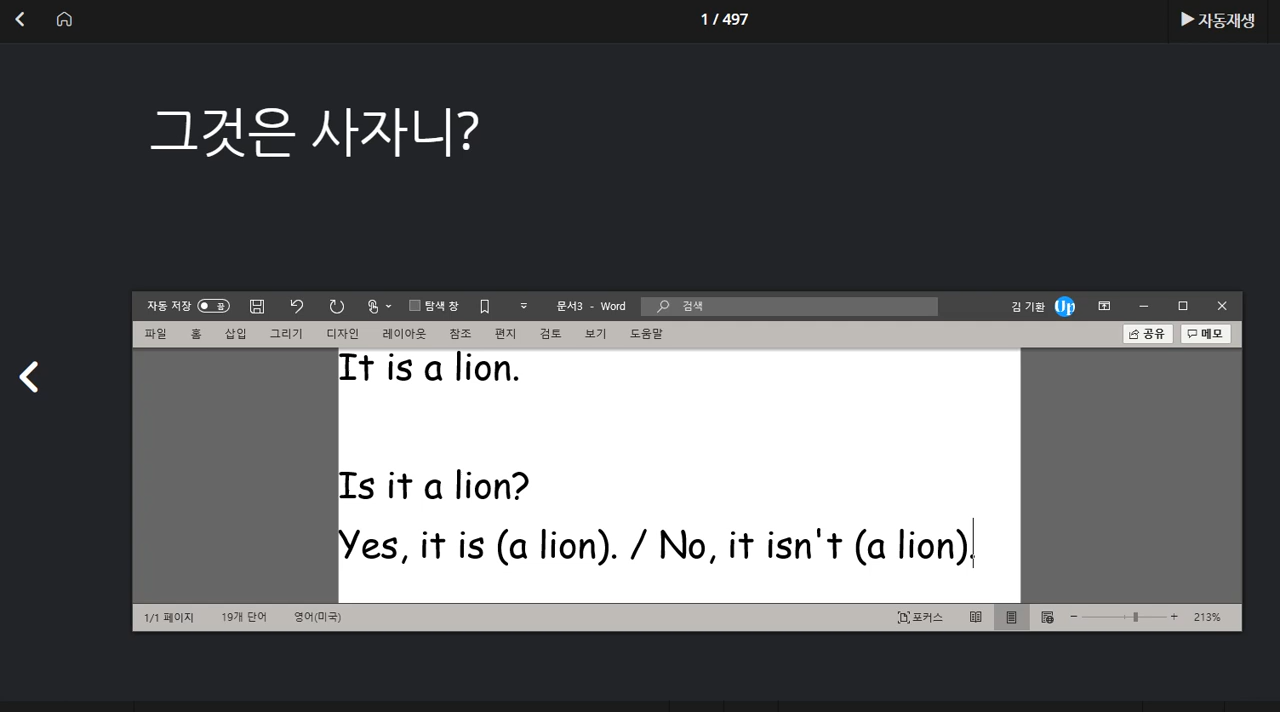 1 / 497
▶ 자동재생
그것은 사자니?
자동 저장 끔 탐색 창 문서3 - Word 검색 김 기환 Up
파일 홈 삽입 그리기 디자인 레이아웃 참조 편지 검토 보기 도움말 공유 메모
It is a lion.
Is it a lion?
Yes, it is (a lion). / No, it isn't (a lion).
1/1 페이지 19개 단어 영어(미국) 포커스 213%